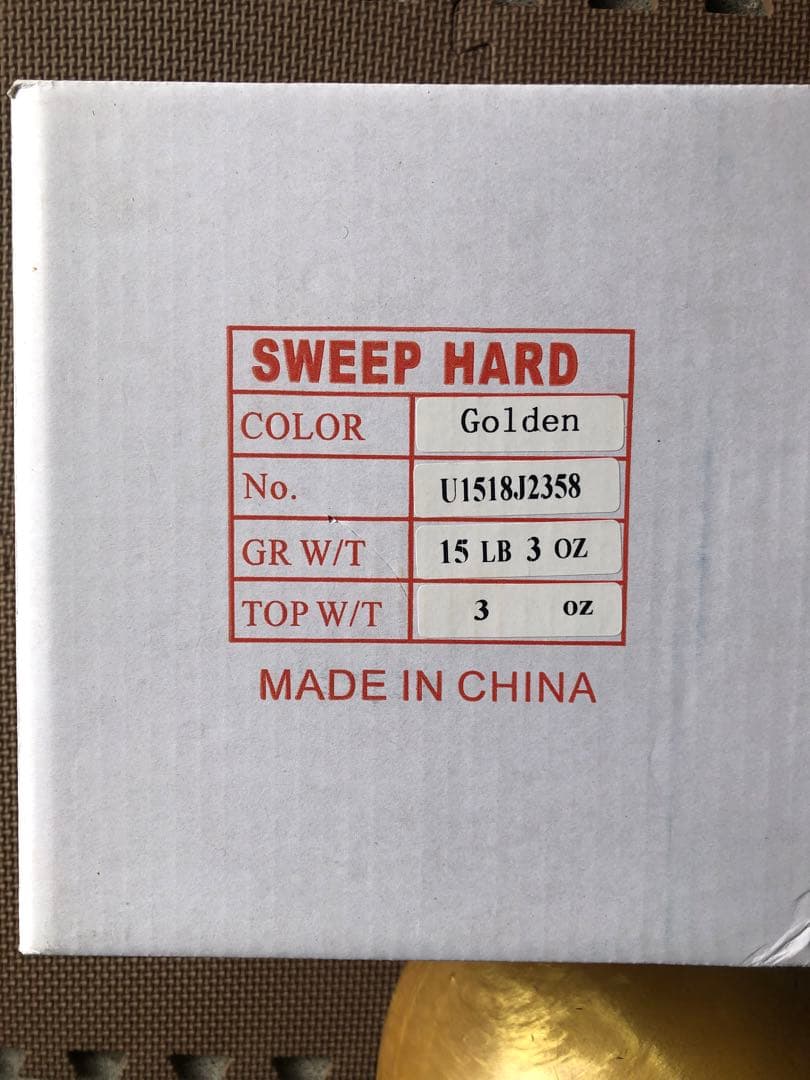 SWEEP HARD
COLOR Golden
No. U1518J2358
GR W/T 15 LB 3 OZ
TOP W/T 3 OZ
MADE IN CHINA